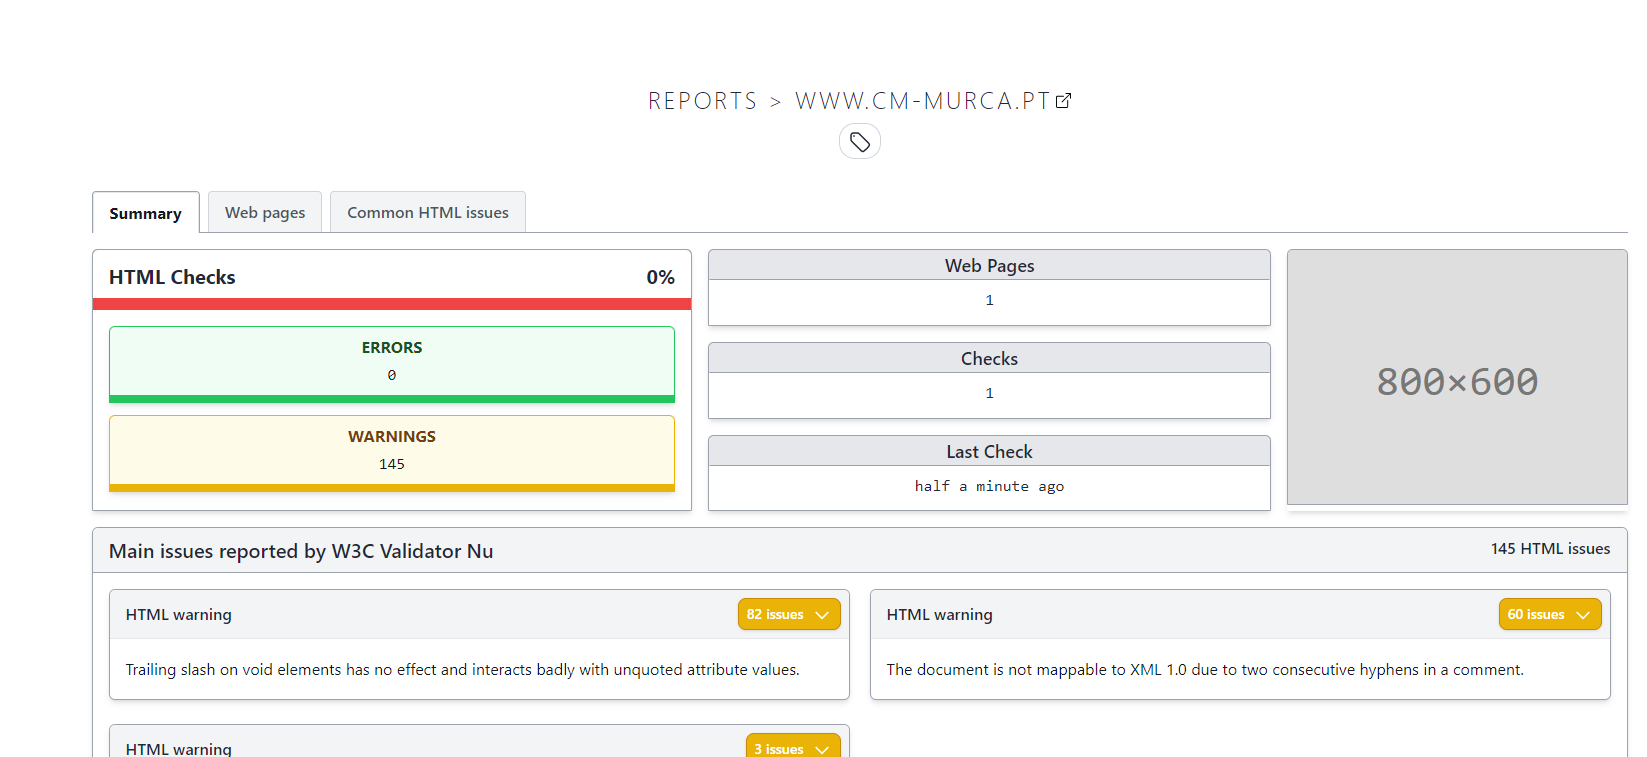 REPORTS > WWW.CM-MURCA.PT
Summary
Web pages
Common HTML issues
HTML Checks
0%
ERRORS
0
WARNINGS
145
Web Pages
1
Checks
1
Last Check
half a minute ago
800×600
Main issues reported by W3C Validator Nu
145 HTML issues
HTML warning
82 issues
Trailing slash on void elements has no effect and interacts badly with unquoted attribute values.
HTML warning
60 issues
The document is not mappable to XML 1.0 due to two consecutive hyphens in a comment.
HTML warning
3 issues